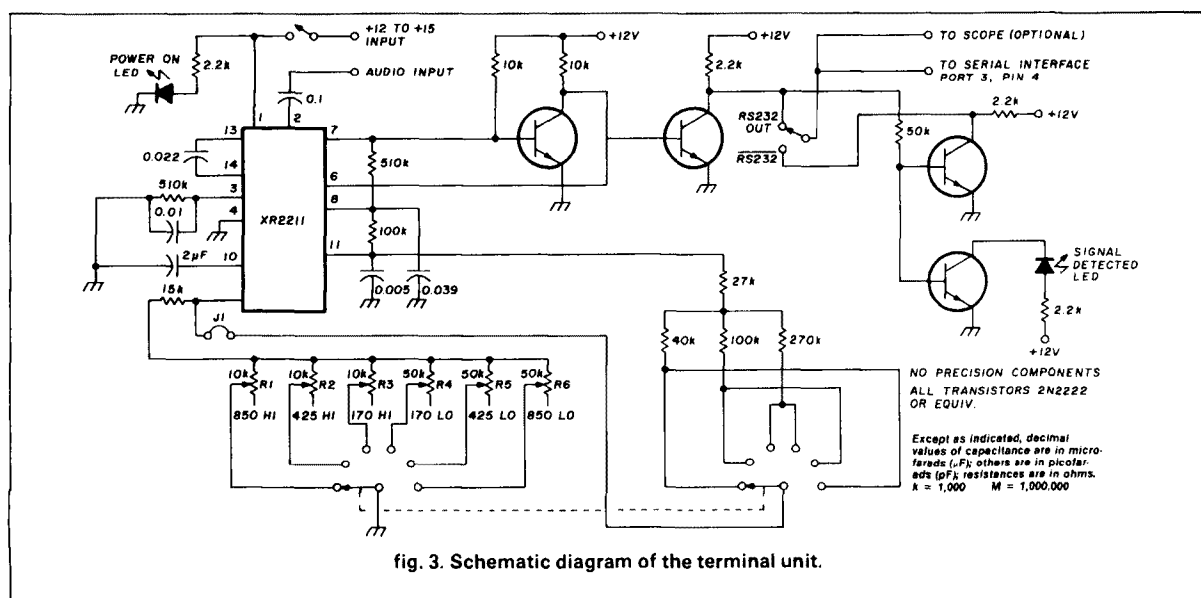 +12 TO +15
INPUT
POWER ON
LED
2.2k
AUDIO INPUT
0.1
1
2
13
0.022
14
510k
3
0.01
4
2µF
10
15k
J1
XR2211
7
6
8
11
510k
100k
0.005
0.039
10k
10k
+12V
2.2k
+12V
RS232
OUT
RS232
TO SCOPE (OPTIONAL)
TO SERIAL INTERFACE
PORT 3, PIN 4
2.2k
+12V
50k
SIGNAL
DETECTED
LED
2.2k
+12V
27k
40k
100k
270k
10k
R1
850 HI
10k
R2
425 HI
10k
R3
170 HI
50k
R4
170 LO
50k
R5
425 LO
50k
R6
850 LO
NO PRECISION COMPONENTS
ALL TRANSISTORS 2N2222
OR EQUIV.
Except as indicated, decimal
values of capacitance are in micro-
farads (µF); others are in picofar-
ads (pF); resistances are in ohms.
k = 1,000 M = 1,000,000
fig. 3. Schematic diagram of the terminal unit.